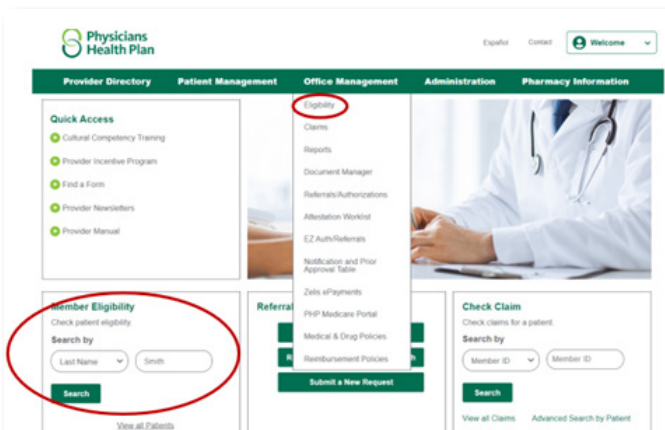 Physicians
Health Plan
Español
Contact
Welcome
Provider Directory
Patient Management
Office Management
Administration
Pharmacy Information
Quick Access
Cultural Competency Training
Provider Incentive Program
Find a Form
Provider Newsletters
Provider Manual
Eligibility
Claims
Reports
Document Manager
Referrals/Authorizations
Attestation Worklist
EZ Auth/Referrals
Notification and Prior
Approval Table
Zelis ePayments
PHP Medicare Portal
Medical & Drug Policies
Reimbursement Policies
Member Eligibility
Check patient eligibility.
Search by
Last Name
Smith
Search
View all Patients
Referral
Submit a New Request
Check Claim
Check claims for a patient.
Search by
Member ID
Member ID
Search
View all Claims
Advanced Search by Patient